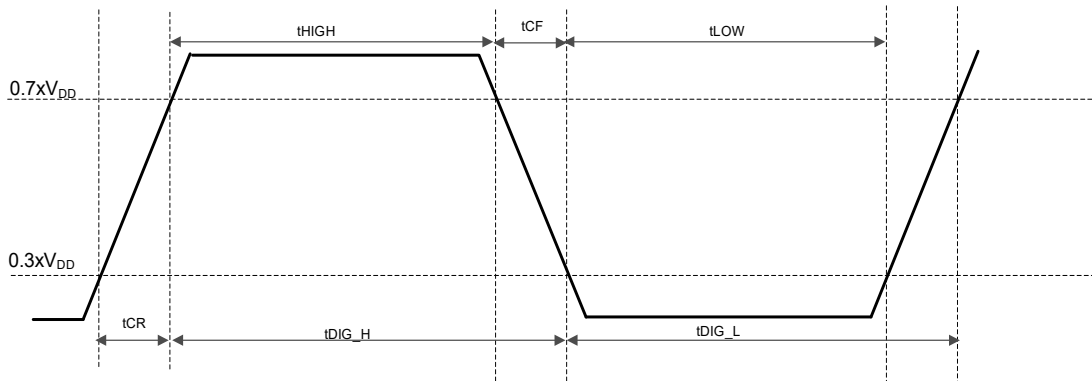 tHIGH tCF tLOW
0.7xVDD
0.3xVDD
tCR tDIG_H tDIG_L